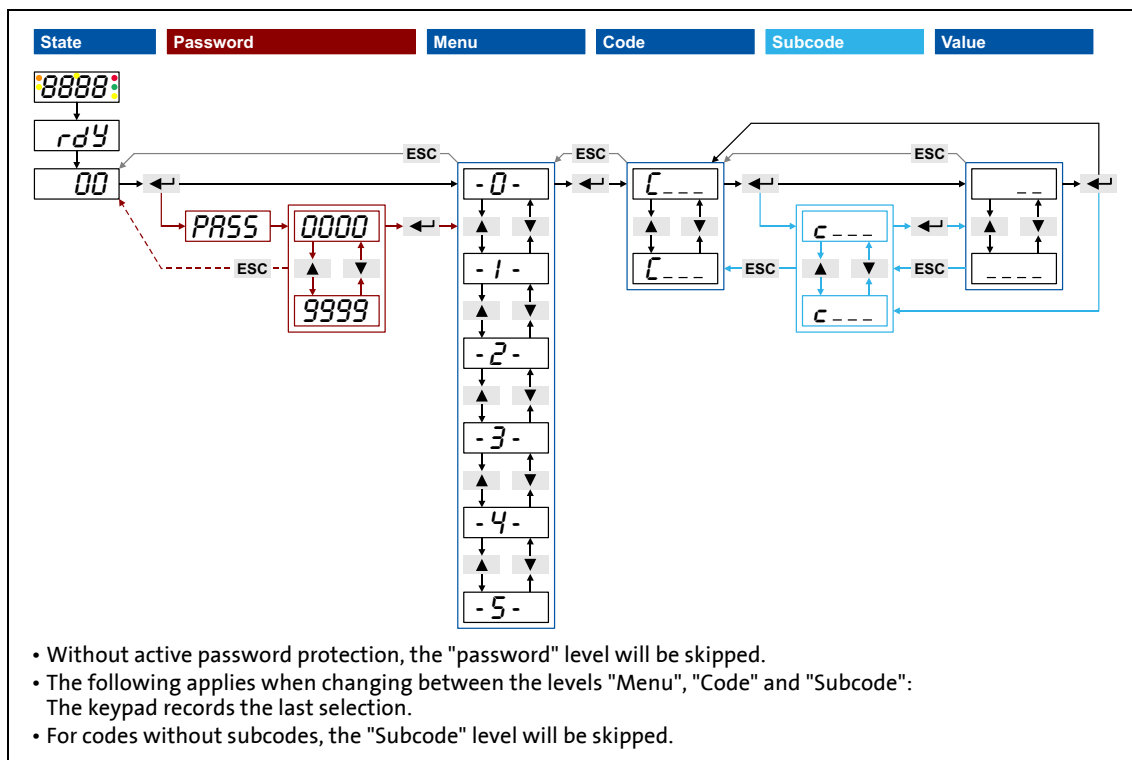 State Password Menu Code Subcode Value
8888
rdY
00
ESC ESC ESC
PASS 0000
9999
ESC
-0-
-1-
-2-
-3-
-4-
-5-
C___
C___
ESC
c___
c___
ESC
__
____
• Without active password protection, the "password" level will be skipped.
• The following applies when changing between the levels "Menu", "Code" and "Subcode":
The keypad records the last selection.
• For codes without subcodes, the "Subcode" level will be skipped.